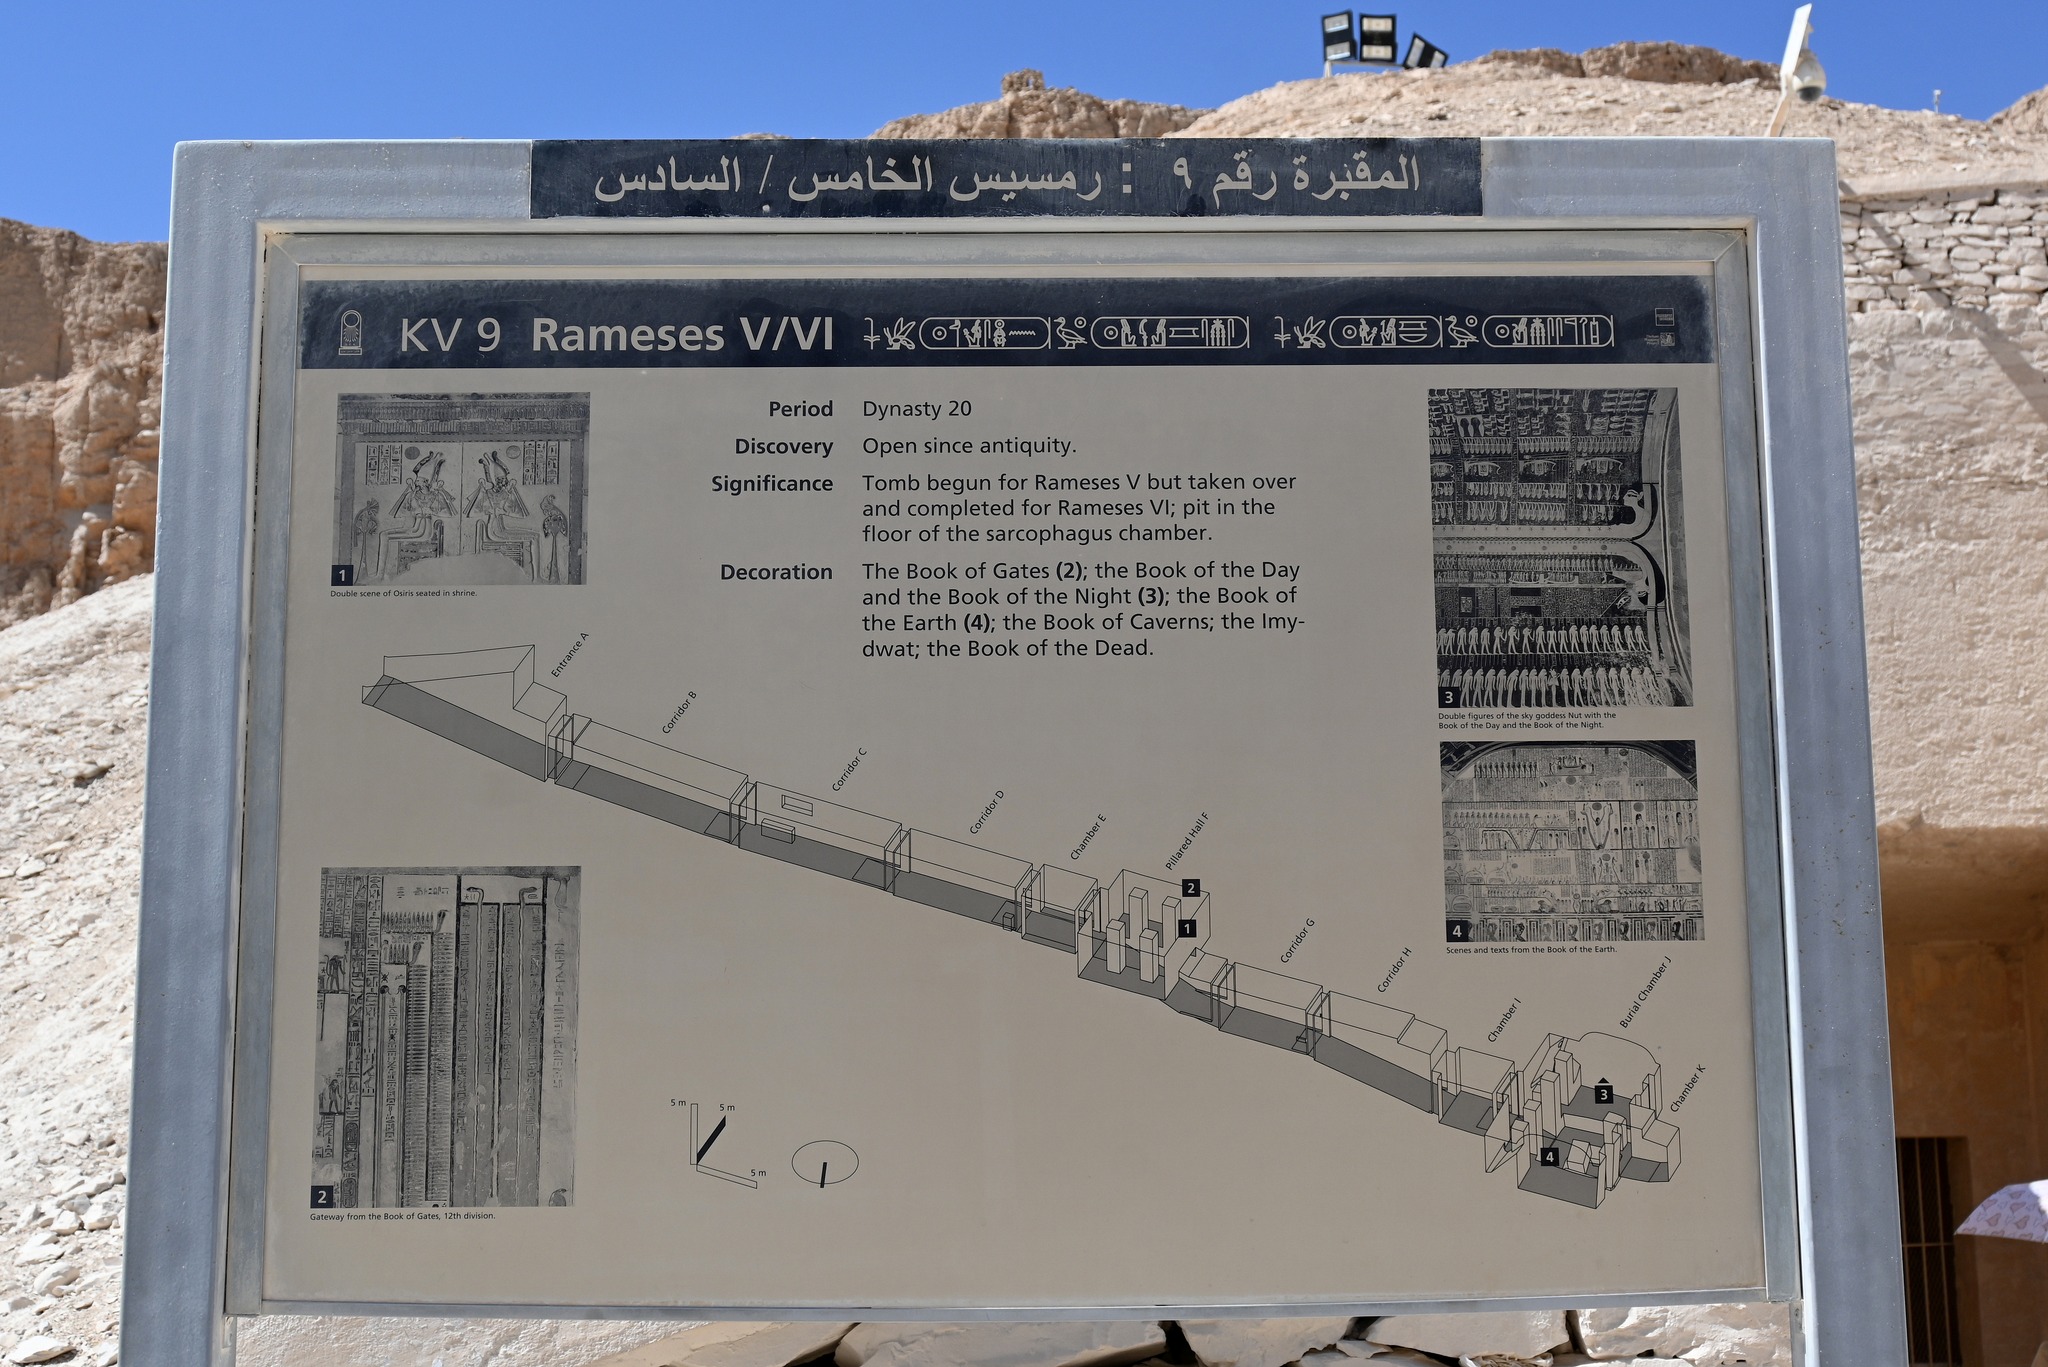 المقبرة رقم ٩ : رمسيس الخامس / السادس
KV 9 Rameses V/VI
Period Dynasty 20
Discovery Open since antiquity.
Significance Tomb begun for Rameses V but taken over
and completed for Rameses VI; pit in the
floor of the sarcophagus chamber.
Decoration The Book of Gates (2); the Book of the Day
and the Book of the Night (3); the Book of
the Earth (4); the Book of Caverns; the Imy-
dwat; the Book of the Dead.
1
Double scene of Osiris seated in shrine.
3
Double figures of the sky goddess Nut with the
Book of the Day and the Book of the Night.
4
Scenes and texts from the Book of the Earth.
2
Gateway from the Book of Gates, 12th division.
Entrance A
Corridor B
Corridor C
Corridor D
Chamber E
Pillared Hall F
2
1
Corridor G
Corridor H
Chamber I
Burial Chamber J
Chamber K
3
4
5 m
5 m
5 m